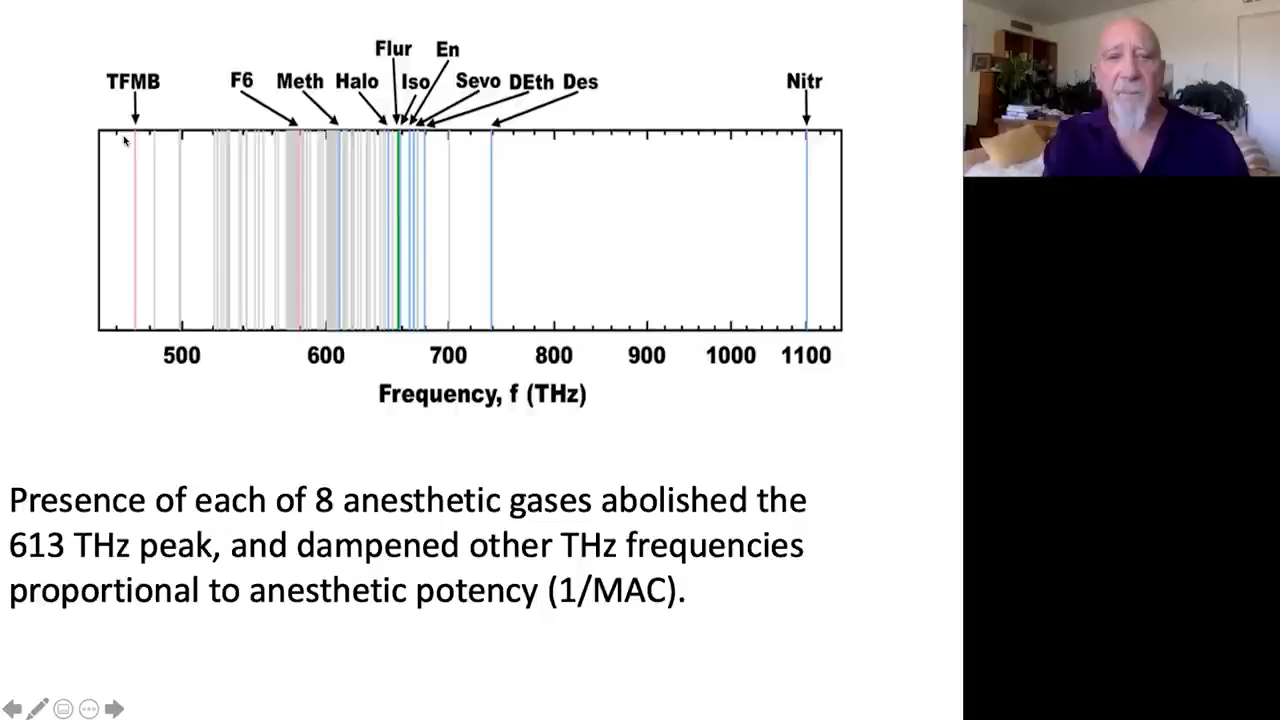 Flur En
TFMB F6 Meth Halo Iso Sevo DEth Des Nitr
500 600 700 800 900 1000 1100
Frequency, f (THz)
Presence of each of 8 anesthetic gases abolished the
613 THz peak, and dampened other THz frequencies
proportional to anesthetic potency (1/MAC).